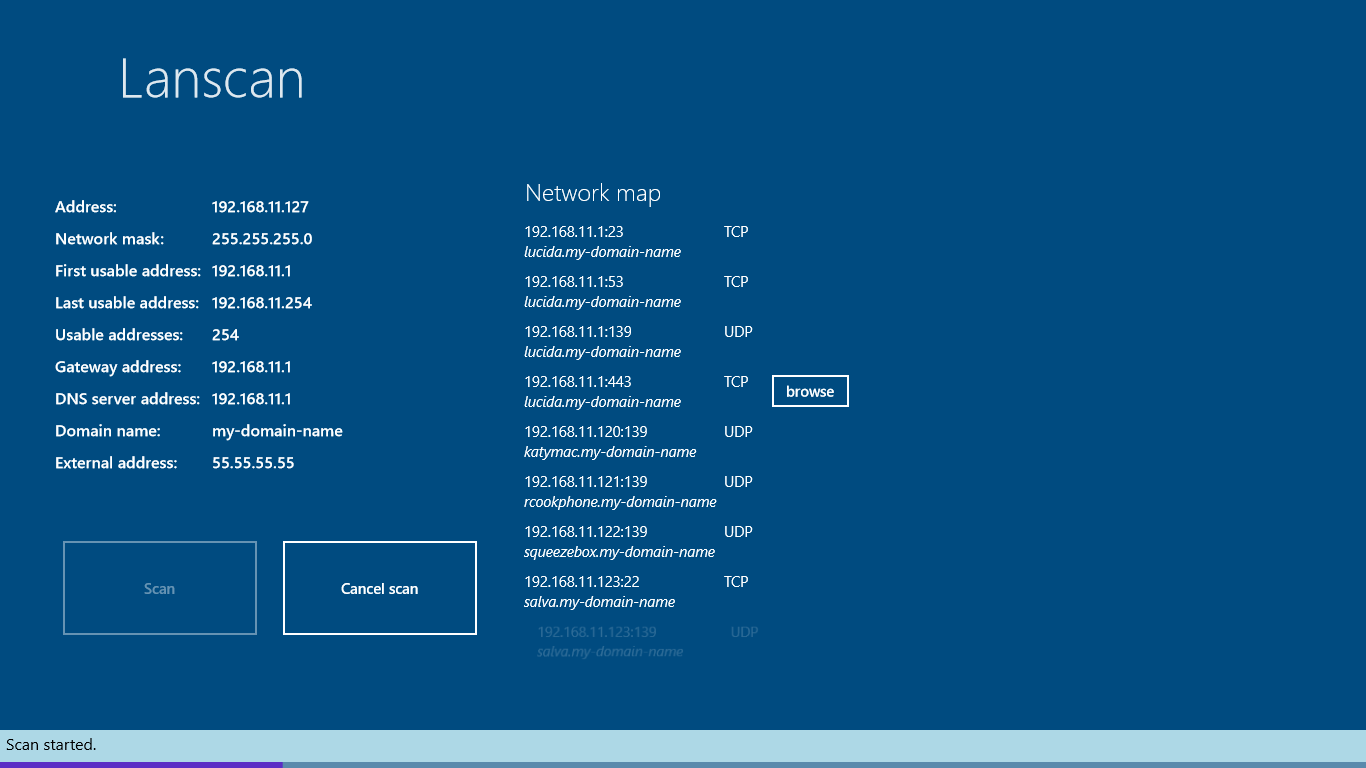 Lanscan
Address: 192.168.11.127
Network mask: 255.255.255.0
First usable address: 192.168.11.1
Last usable address: 192.168.11.254
Usable addresses: 254
Gateway address: 192.168.11.1
DNS server address: 192.168.11.1
Domain name: my-domain-name
External address: 55.55.55.55
Scan
Cancel scan
Network map
192.168.11.1:23 TCP
lucida.my-domain-name
192.168.11.1:53 TCP
lucida.my-domain-name
192.168.11.1:139 UDP
lucida.my-domain-name
192.168.11.1:443 TCP browse
lucida.my-domain-name
192.168.11.120:139 UDP
katymac.my-domain-name
192.168.11.121:139 UDP
rcookphone.my-domain-name
192.168.11.122:139 UDP
squeezebox.my-domain-name
192.168.11.123:22 TCP
salva.my-domain-name
192.168.11.123:139 UDP
salva.my-domain-name
Scan started.